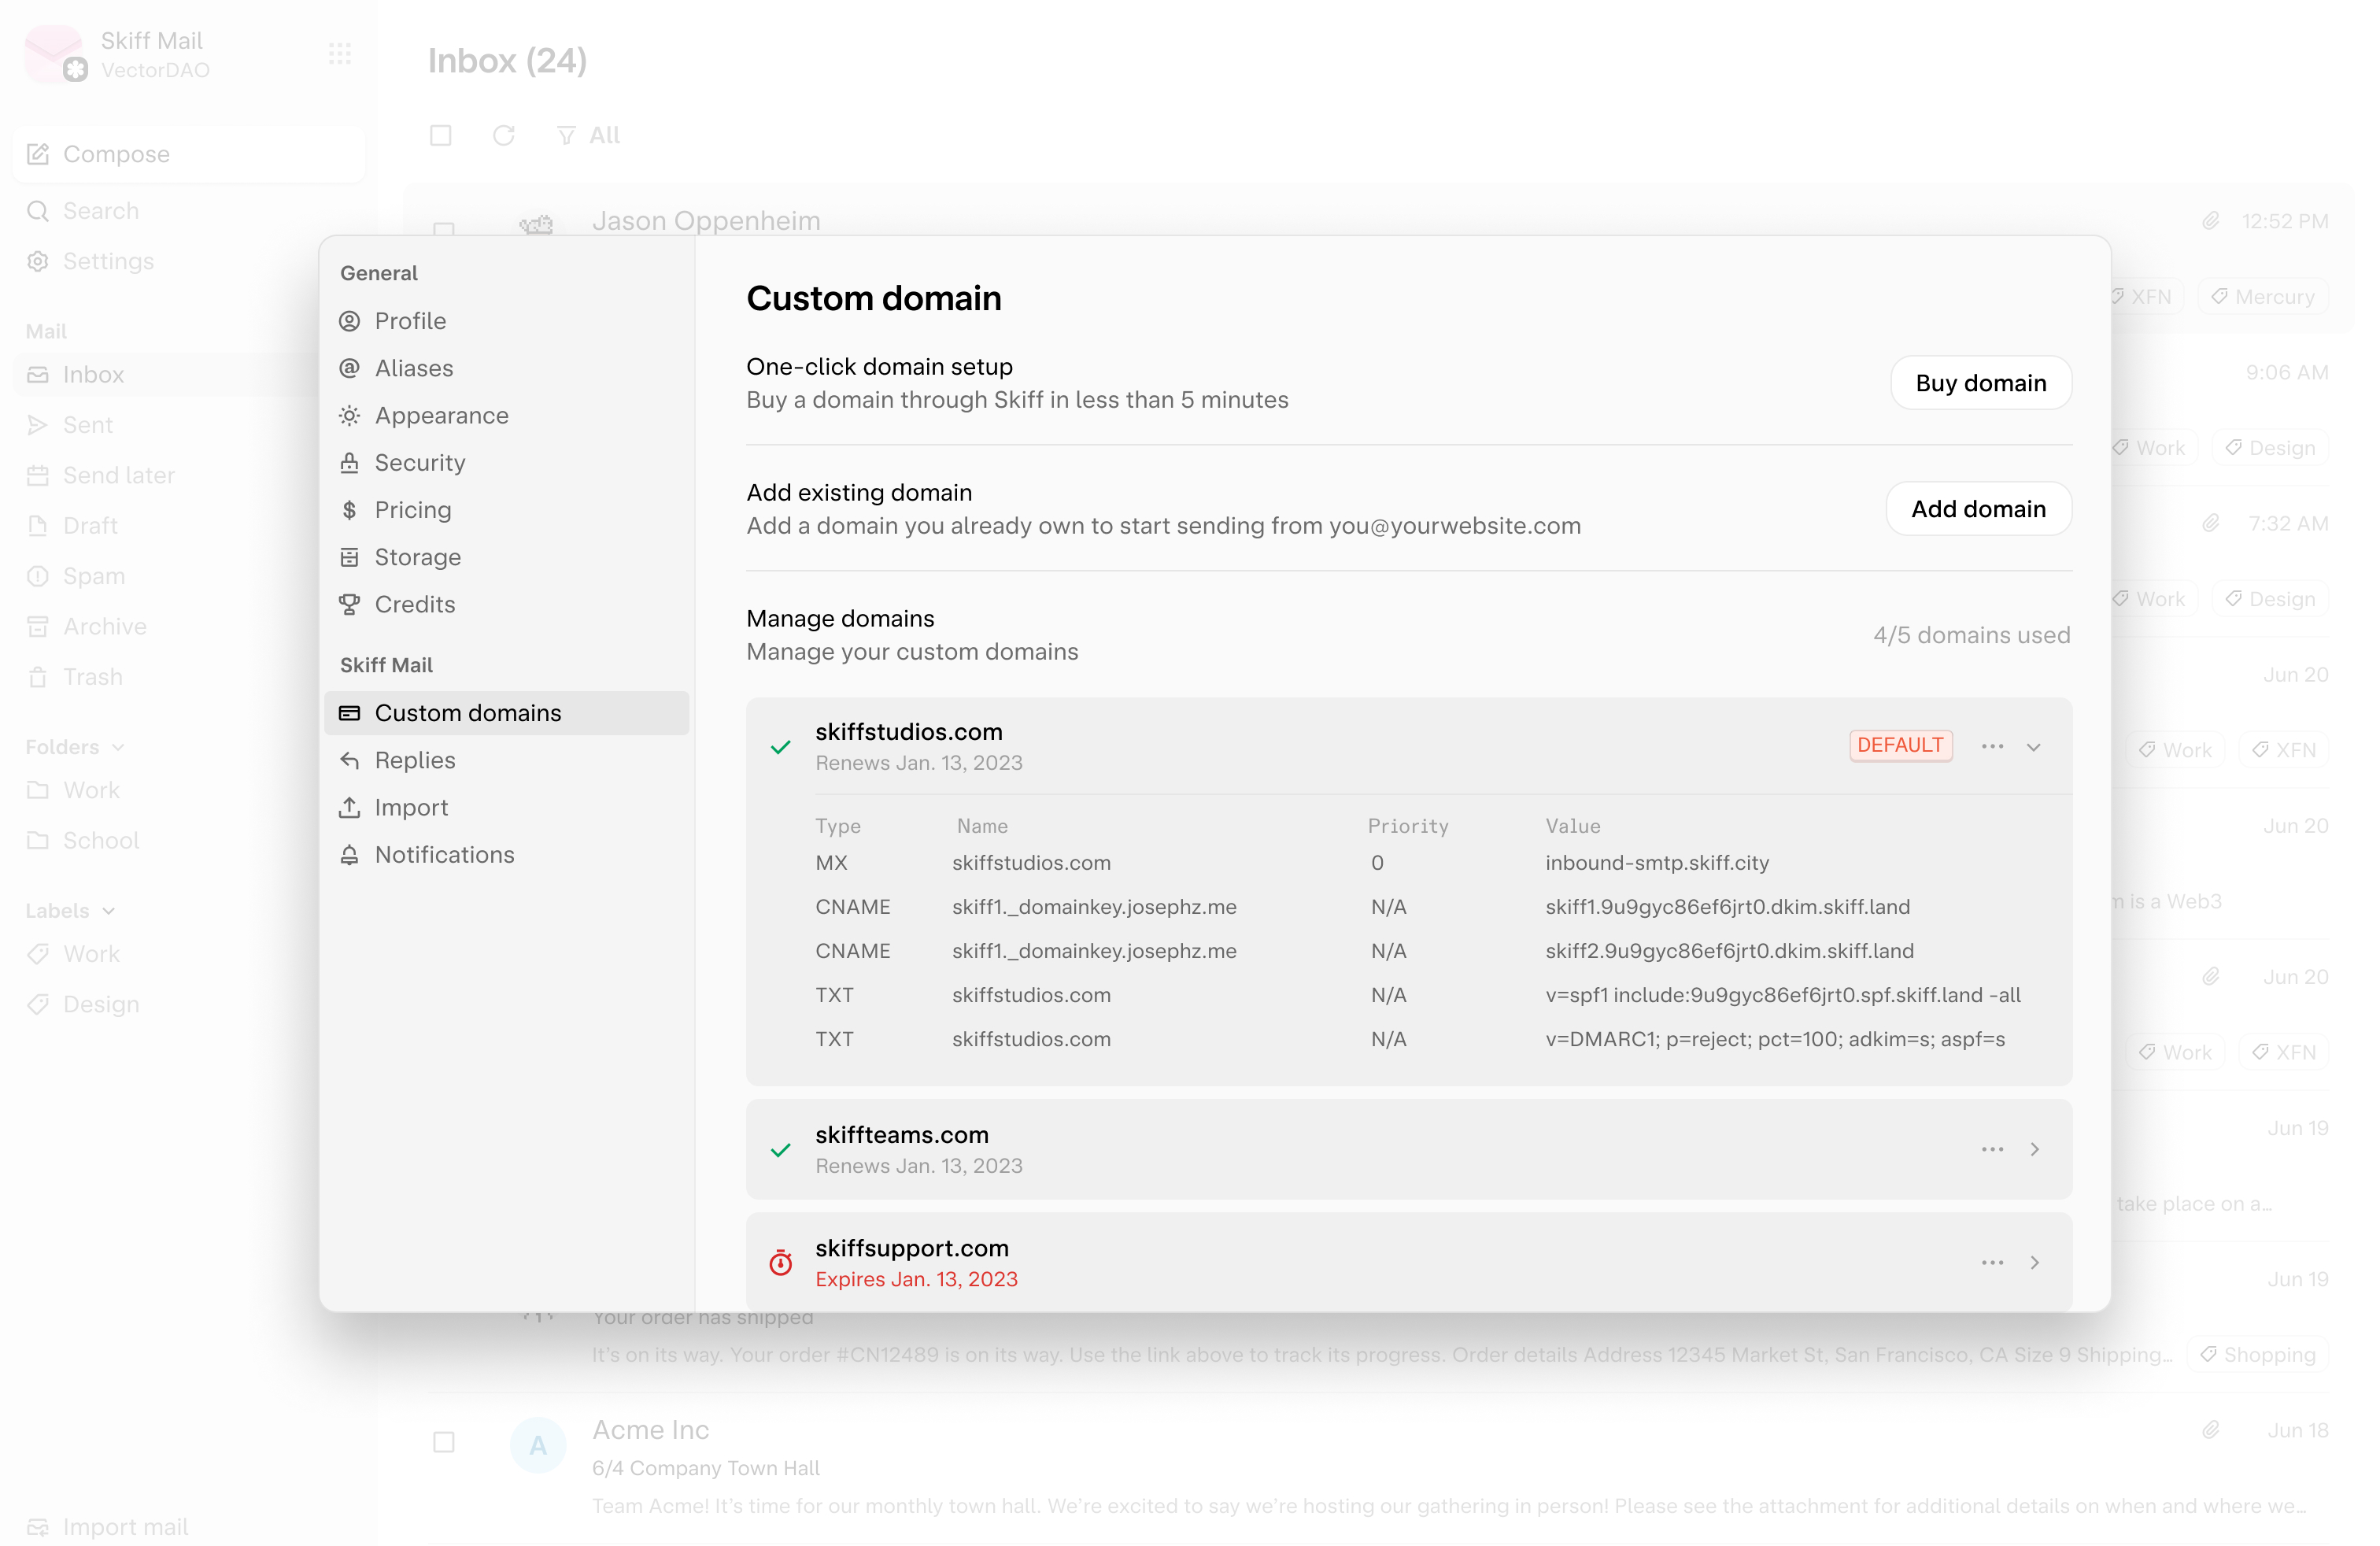 Skiff Mail
VectorDAO
Compose
Search
Settings
Mail
Inbox
Sent
Send later
Draft
Spam
Archive
Trash
Folders
Work
School
Labels
Work
Design
Import mail
Inbox (24)
All
Jason Oppenheim
12:52 PM
XFN
Mercury
9:06 AM
Work
Design
7:32 AM
Work
Design
Jun 20
Work
XFN
Jun 20
is a Web3
Jun 20
Work
XFN
Jun 19
take place on a…
Jun 19
General
Profile
Aliases
Appearance
Security
Pricing
Storage
Credits
Skiff Mail
Custom domains
Replies
Import
Notifications
Custom domain
One-click domain setup
Buy a domain through Skiff in less than 5 minutes
Buy domain
Add existing domain
Add a domain you already own to start sending from you@yourwebsite.com
Add domain
Manage domains
Manage your custom domains
4/5 domains used
skiffstudios.com
Renews Jan. 13, 2023
DEFAULT
Type Name Priority Value
MX skiffstudios.com 0 inbound-smtp.skiff.city
CNAME skiff1._domainkey.josephz.me N/A skiff1.9u9gyc86ef6jrt0.dkim.skiff.land
CNAME skiff1._domainkey.josephz.me N/A skiff2.9u9gyc86ef6jrt0.dkim.skiff.land
TXT skiffstudios.com N/A v=spf1 include:9u9gyc86ef6jrt0.spf.skiff.land -all
TXT skiffstudios.com N/A v=DMARC1; p=reject; pct=100; adkim=s; aspf=s
skiffteams.com
Renews Jan. 13, 2023
skiffsupport.com
Expires Jan. 13, 2023
Your order has shipped
It's on its way. Your order #CN12489 is on its way. Use the link above to track its progress. Order details Address 12345 Market St, San Francisco, CA Size 9 Shipping…
Shopping
A
Acme Inc
Jun 18
6/4 Company Town Hall
Team Acme! It's time for our monthly town hall. We're excited to say we're hosting our gathering in person! Please see the attachment for additional details on when and where we…